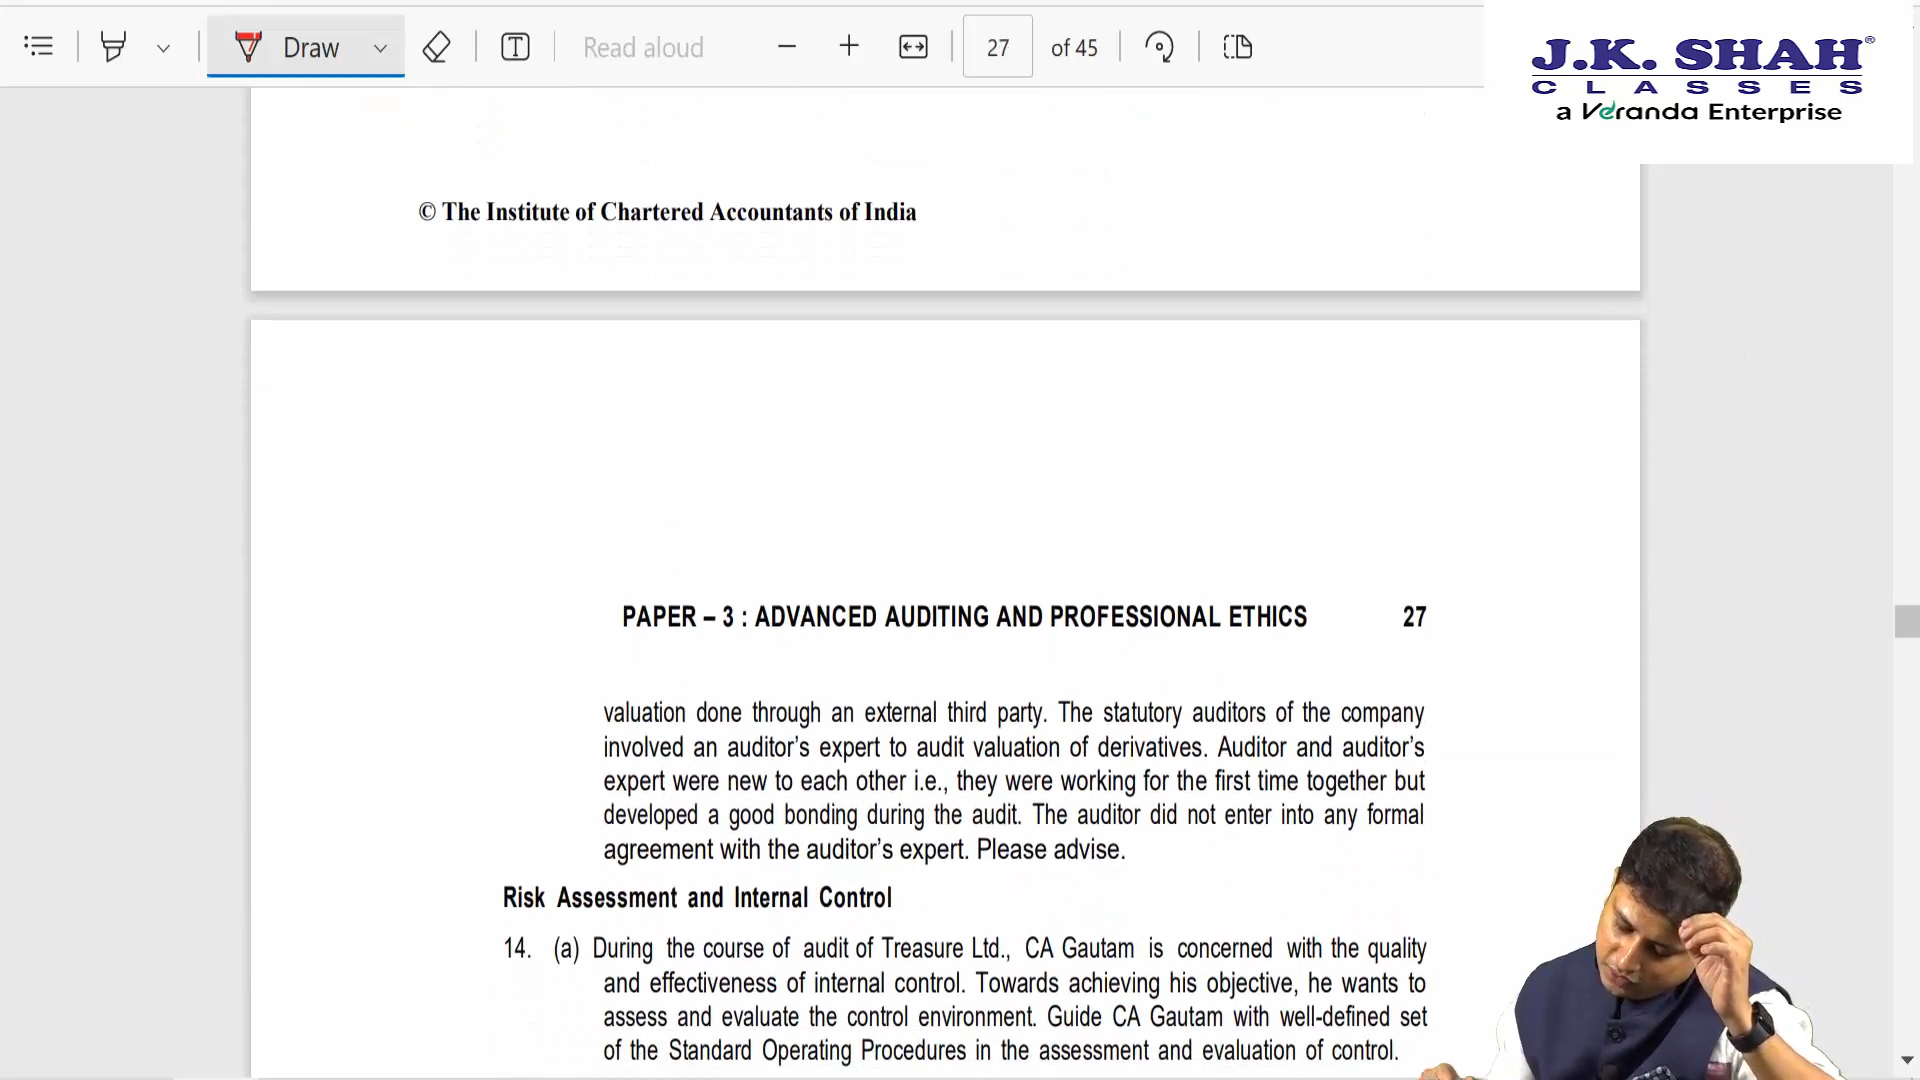 Draw
Read aloud
27
of 45
J.K. SHAH®
CLASSES
a Veranda Enterprise
© The Institute of Chartered Accountants of India
PAPER – 3 : ADVANCED AUDITING AND PROFESSIONAL ETHICS 27
valuation done through an external third party. The statutory auditors of the company
involved an auditor’s expert to audit valuation of derivatives. Auditor and auditor’s
expert were new to each other i.e., they were working for the first time together but
developed a good bonding during the audit. The auditor did not enter into any formal
agreement with the auditor’s expert. Please advise.
Risk Assessment and Internal Control
14. (a) During the course of audit of Treasure Ltd., CA Gautam is concerned with the quality
and effectiveness of internal control. Towards achieving his objective, he wants to
assess and evaluate the control environment. Guide CA Gautam with well-defined set
of the Standard Operating Procedures in the assessment and evaluation of control.